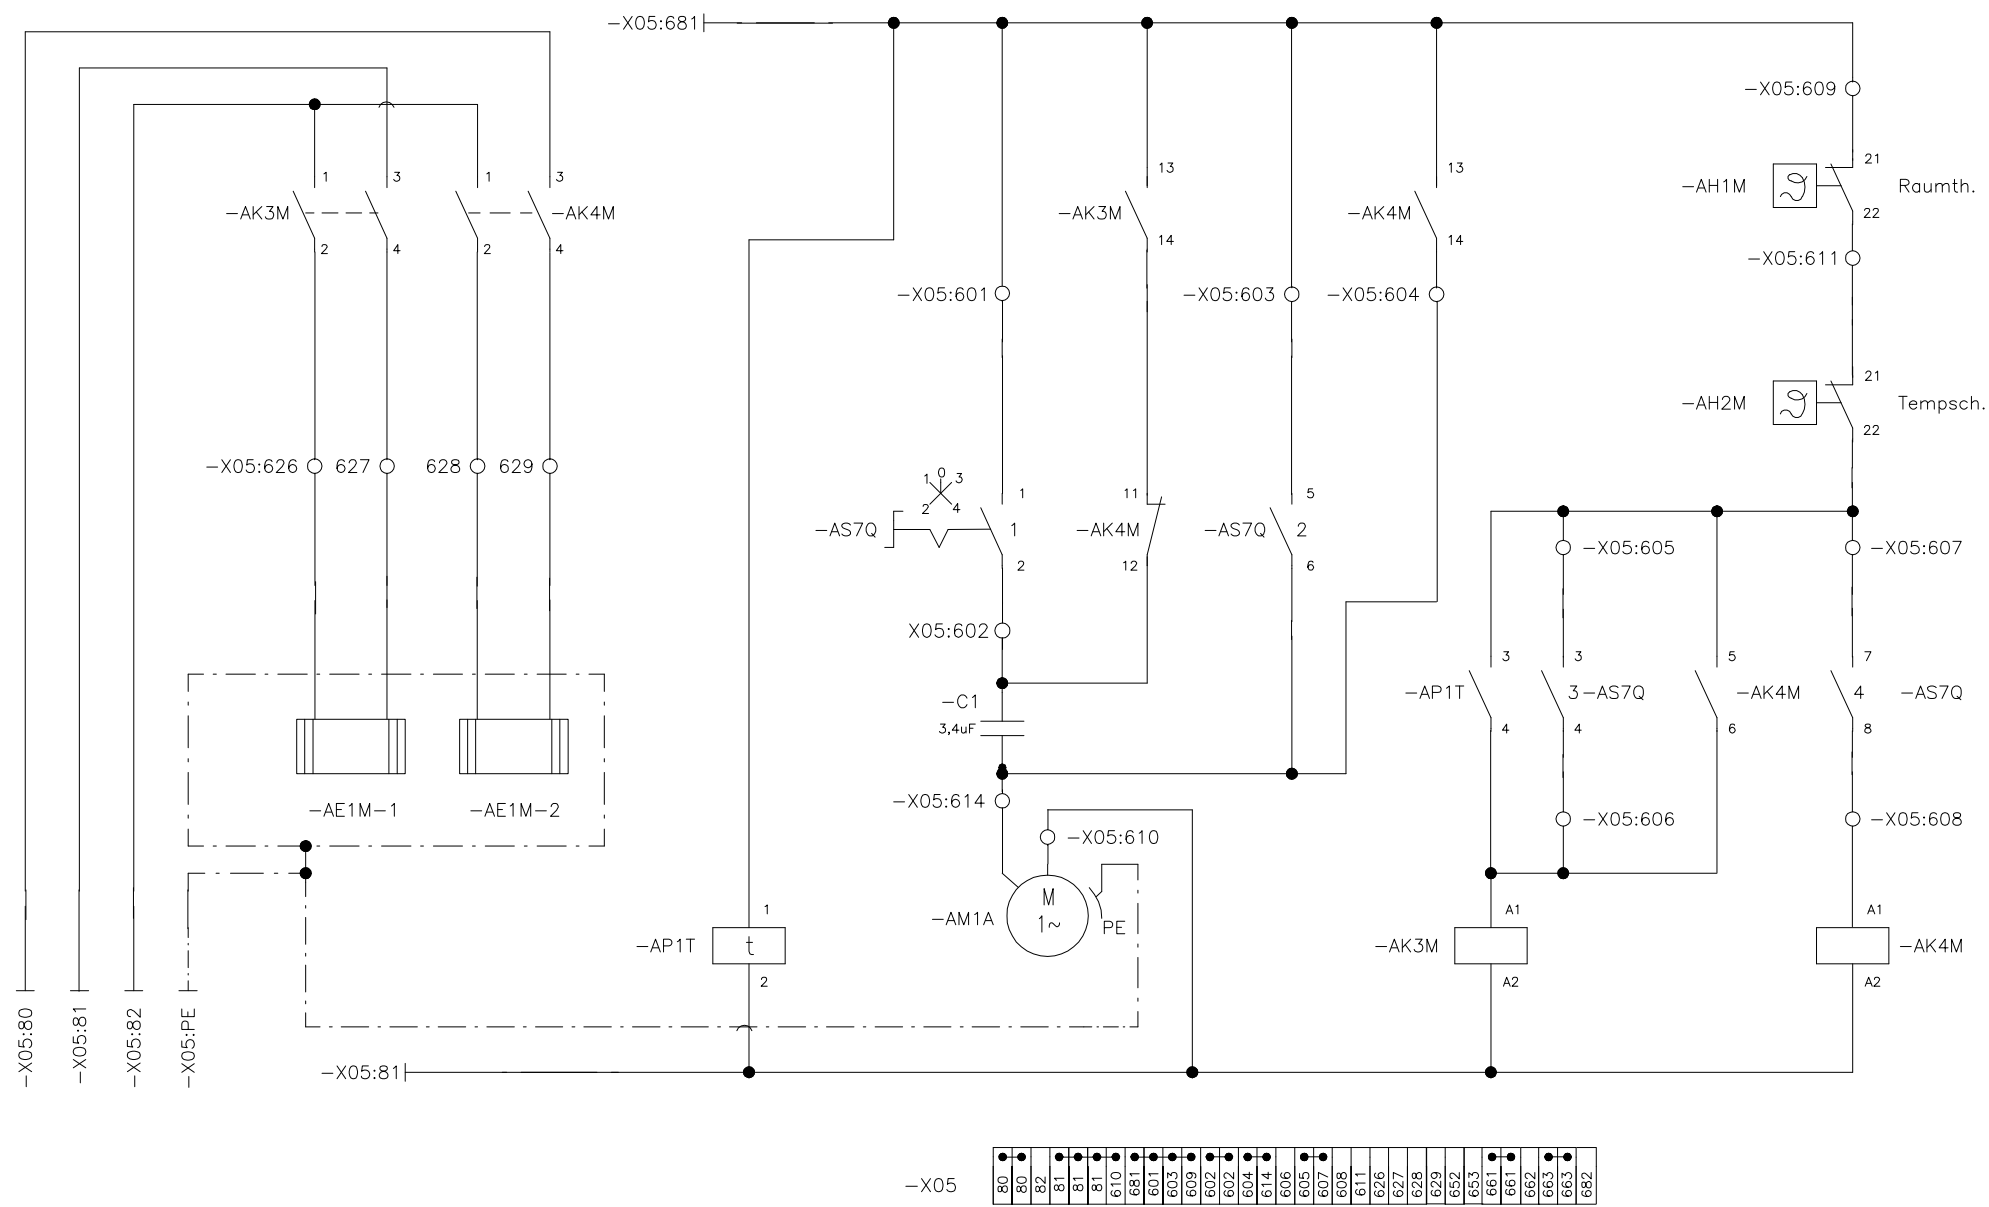 -X05:681
-X05:609
1 3 1 3
13 13
21
-AK3M -AK4M
-AK3M -AK4M
-AH1M Raumth.
22
2 4 2 4
14 14
-X05:611
-X05:601 -X05:603 -X05:604
21
-AH2M Tempsch.
22
-X05:626 627 628 629
1 0 3
2 4
1 11 5
-AS7Q 1 -AK4M -AS7Q 2
2 12 6
-X05:605 -X05:607
X05:602
3 3 5 7
-AP1T 3-AS7Q -AK4M 4 -AS7Q
4 4 6 8
-C1
3,4uF
-X05:614
-AE1M-1 -AE1M-2
-X05:610
-X05:606 -X05:608
M
1~
-AM1A PE
1 A1 A1
-AP1T t -AK3M -AK4M
2 A2 A2
-X05:80
-X05:81
-X05:82
-X05:PE
-X05:81
-X05
80 80 82 81 81 81 610 681 601 603 609 602 602 604 614 606 605 607 608 611 626 627 628 629 652 653 661 661 662 663 663 682